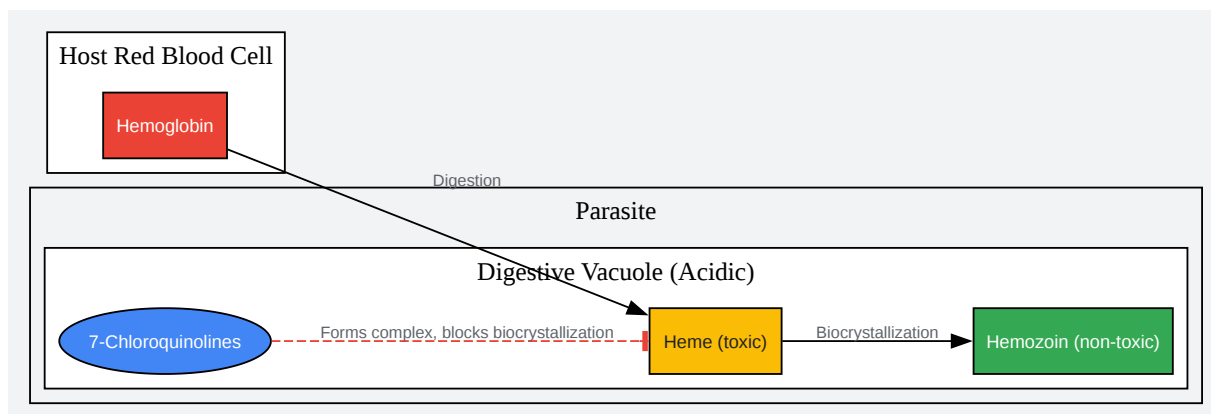 Host Red Blood Cell
Hemoglobin
Digestion
Parasite
Digestive Vacuole (Acidic)
7-Chloroquinolines
Forms complex, blocks biocrystallization
Heme (toxic)
Biocrystallization
Hemozoin (non-toxic)